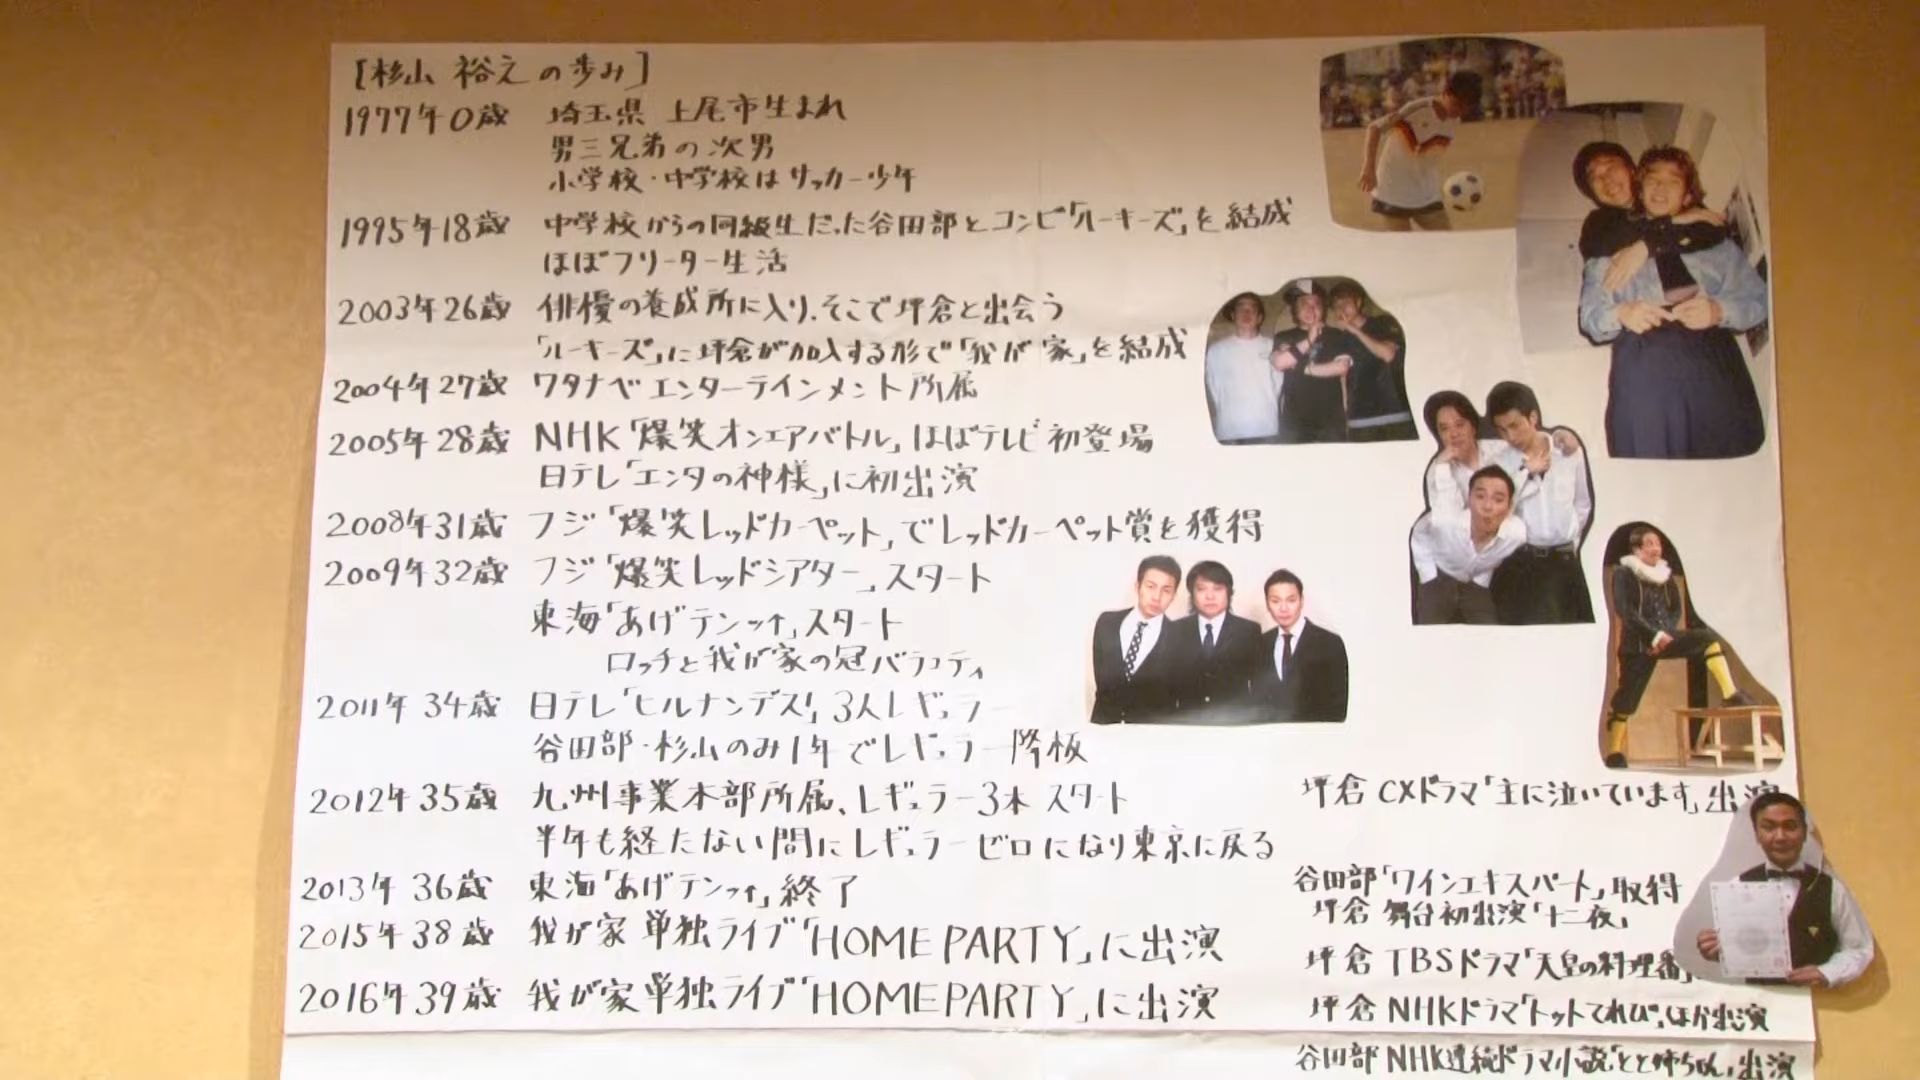 [杉山 裕之の歩み]
1977年0歳 埼玉県 上尾市生まれ
男三兄弟の次男
小学校・中学校はサッカー少年
1995年18歳 中学校からの同級生だった谷田部とコンビ「ルーキーズ」を結成
ほぼフリーター生活
2003年26歳 俳優の養成所に入り、そこで坪倉と出会う
「ルーキーズ」に坪倉が加入する形で「我が家」を結成
2004年27歳 ワタナベエンターテインメント所属
2005年28歳 NHK「爆笑オンエアバトル」ほぼテレビ初登場
日テレ「エンタの神様」に初出演
2008年31歳 フジ「爆笑レッドカーペット」でレッドカーペット賞を獲得
2009年32歳 フジ「爆笑レッドシアター」スタート
東海「あげテンッ↑」スタート
ロッチと我が家の冠バラエティ
2011年 34歳 日テレ「ヒルナンデス!」3人レギュラー
谷田部・杉山のみ1年でレギュラー降板
2012年 35歳 九州事業本部所属、レギュラー3本 スタート
坪倉 CXドラマ「主に泣いています」出演
半年も経たない間にレギュラーゼロになり東京に戻る
2013年 36歳 東海「あげテンッ↑」終了
谷田部「ワインエキスパート」取得
坪倉 舞台初出演「十二夜」
2015年 38歳 我が家 単独ライブ「HOME PARTY」に出演
坪倉 TBSドラマ「天皇の料理番」
2016年 39歳 我が家 単独ライブ「HOME PARTY」に出演
坪倉 NHKドラマ「トットてれび」ほか出演
谷田部 NHK連続ドラマ小説「とと姉ちゃん」出演